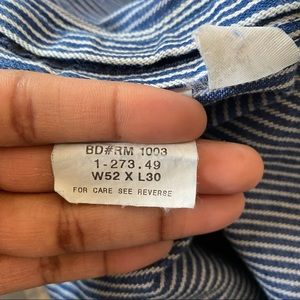 BD#RM 1003
1-273.49
W52 X L30
FOR CARE SEE REVERSE